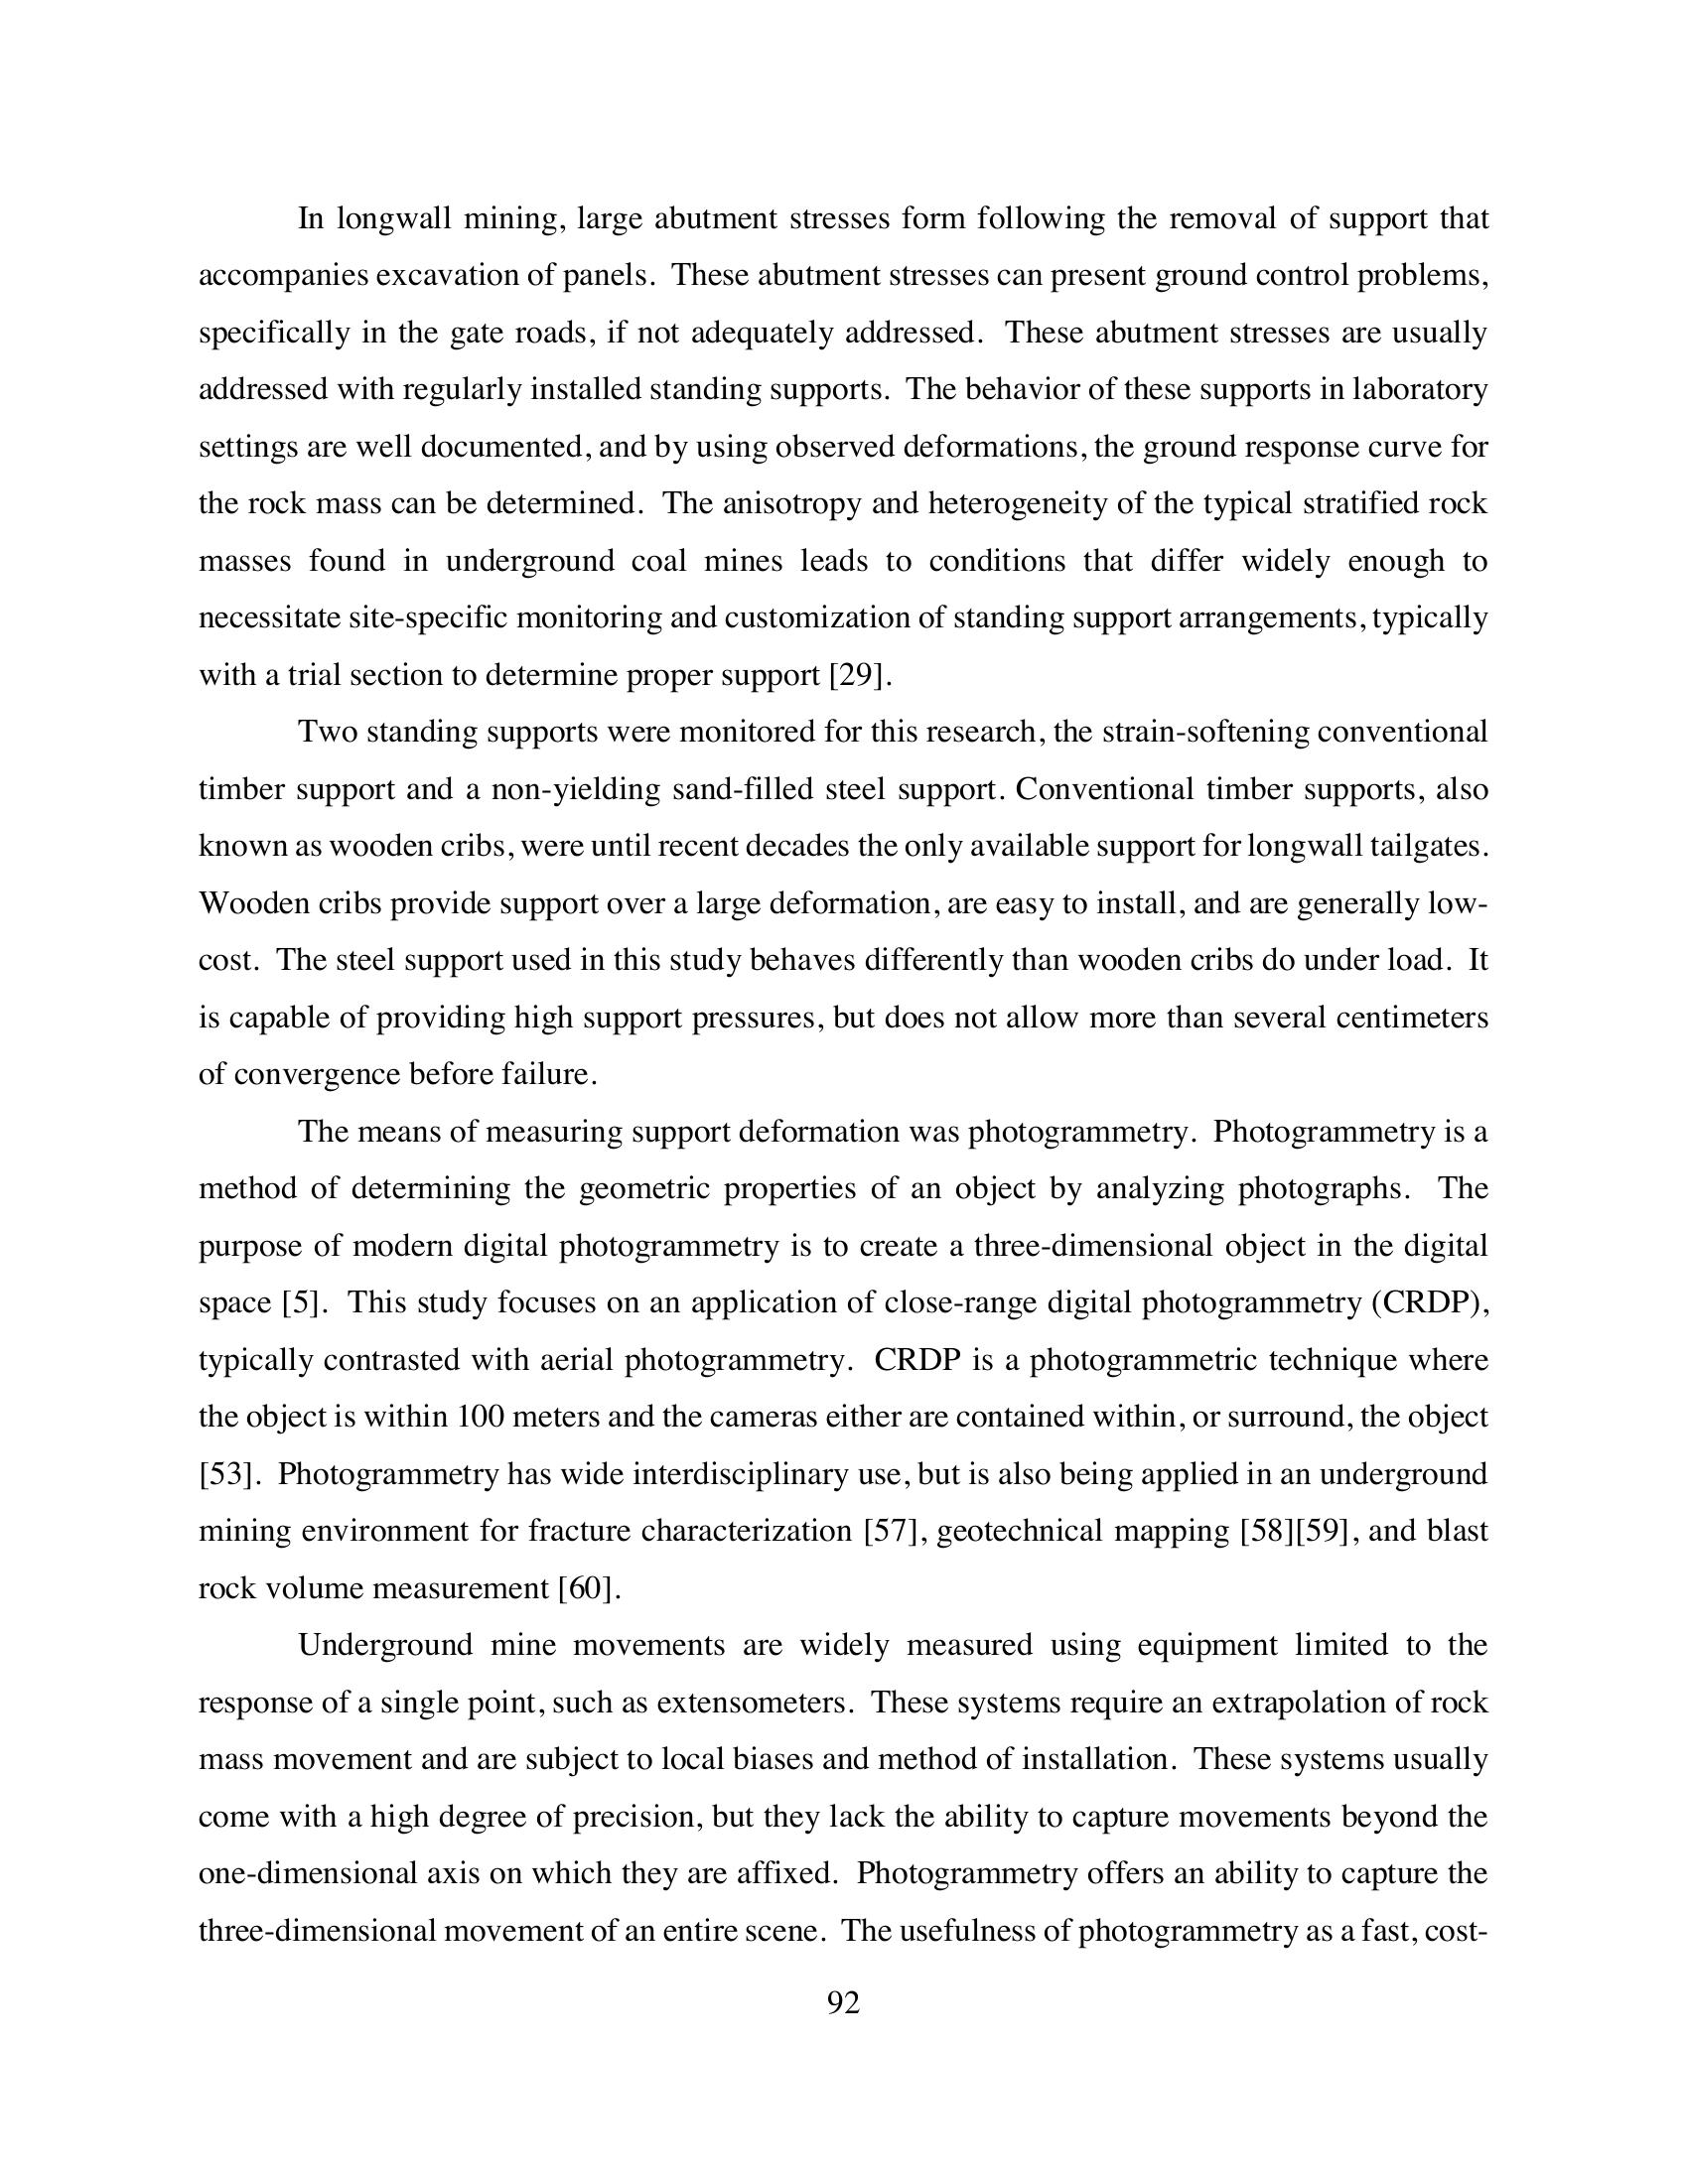 In longwall mining, large abutment stresses form following the removal of support that
accompanies excavation of panels. These abutment stresses can present ground control problems,
specifically in the gate roads, if not adequately addressed. These abutment stresses are usually
addressed with regularly installed standing supports. The behavior of these supports in laboratory
settings are well documented, and by using observed deformations, the ground response curve for
the rock mass can be determined. The anisotropy and heterogeneity of the typical stratified rock
masses found in underground coal mines leads to conditions that differ widely enough to
necessitate site-specific monitoring and customization of standing support arrangements, typically
with a trial section to determine proper support [29].
Two standing supports were monitored for this research, the strain-softening conventional
timber support and a non-yielding sand-filled steel support. Conventional timber supports, also
known as wooden cribs, were until recent decades the only available support for longwall tailgates.
Wooden cribs provide support over a large deformation, are easy to install, and are generally low-
cost. The steel support used in this study behaves differently than wooden cribs do under load. It
is capable of providing high support pressures, but does not allow more than several centimeters
of convergence before failure.
The means of measuring support deformation was photogrammetry. Photogrammetry is a
method of determining the geometric properties of an object by analyzing photographs. The
purpose of modern digital photogrammetry is to create a three-dimensional object in the digital
space [5]. This study focuses on an application of close-range digital photogrammetry (CRDP),
typically contrasted with aerial photogrammetry. CRDP is a photogrammetric technique where
the object is within 100 meters and the cameras either are contained within, or surround, the object
[53]. Photogrammetry has wide interdisciplinary use, but is also being applied in an underground
mining environment for fracture characterization [57], geotechnical mapping [58][59], and blast
rock volume measurement [60].
Underground mine movements are widely measured using equipment limited to the
response of a single point, such as extensometers. These systems require an extrapolation of rock
mass movement and are subject to local biases and method of installation. These systems usually
come with a high degree of precision, but they lack the ability to capture movements beyond the
one-dimensional axis on which they are affixed. Photogrammetry offers an ability to capture the
three-dimensional movement of an entire scene. The usefulness of photogrammetry as a fast, cost-
92